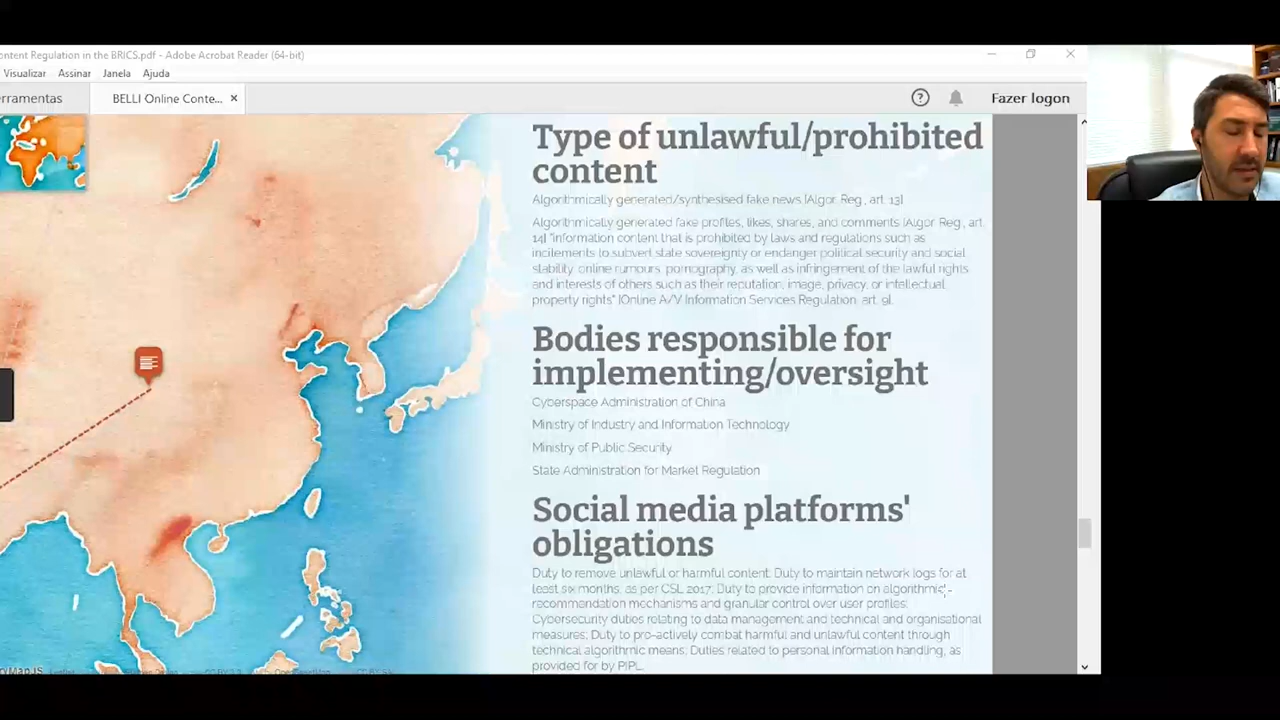 ontent Regulation in the BRICS.pdf - Adobe Acrobat Reader (64-bit)
Visualizar Assinar Janela Ajuda
erramentas BELLI Online Conte... × Fazer logon
Type of unlawful/prohibited
content
Algorithmically generated/synthesised fake news [Algor. Reg., art. 13]
Algorithmically generated fake profiles, likes, shares, and comments [Algor. Reg., art.
14] "information content that is prohibited by laws and regulations such as
incitements to subvert state sovereignty or endanger political security and social
stability, online rumours, pornography, as well as infringement of the lawful rights
and interests of others such as their reputation, image, privacy, or intellectual
property rights" [Online A/V Information Services Regulation, art. 9].
Bodies responsible for
implementing/oversight
Cyberspace Administration of China
Ministry of Industry and Information Technology
Ministry of Public Security
State Administration for Market Regulation
Social media platforms'
obligations
Duty to remove unlawful or harmful content; Duty to maintain network logs for at
least six months, as per CSL 2017; Duty to provide information on algorithmic
recommendation mechanisms and granular control over user profiles;
Cybersecurity duties relating to data management and technical and organisational
measures; Duty to pro-actively combat harmful and unlawful content through
technical algorithmic means; Duties related to personal information handling, as
provided for by PIPL.